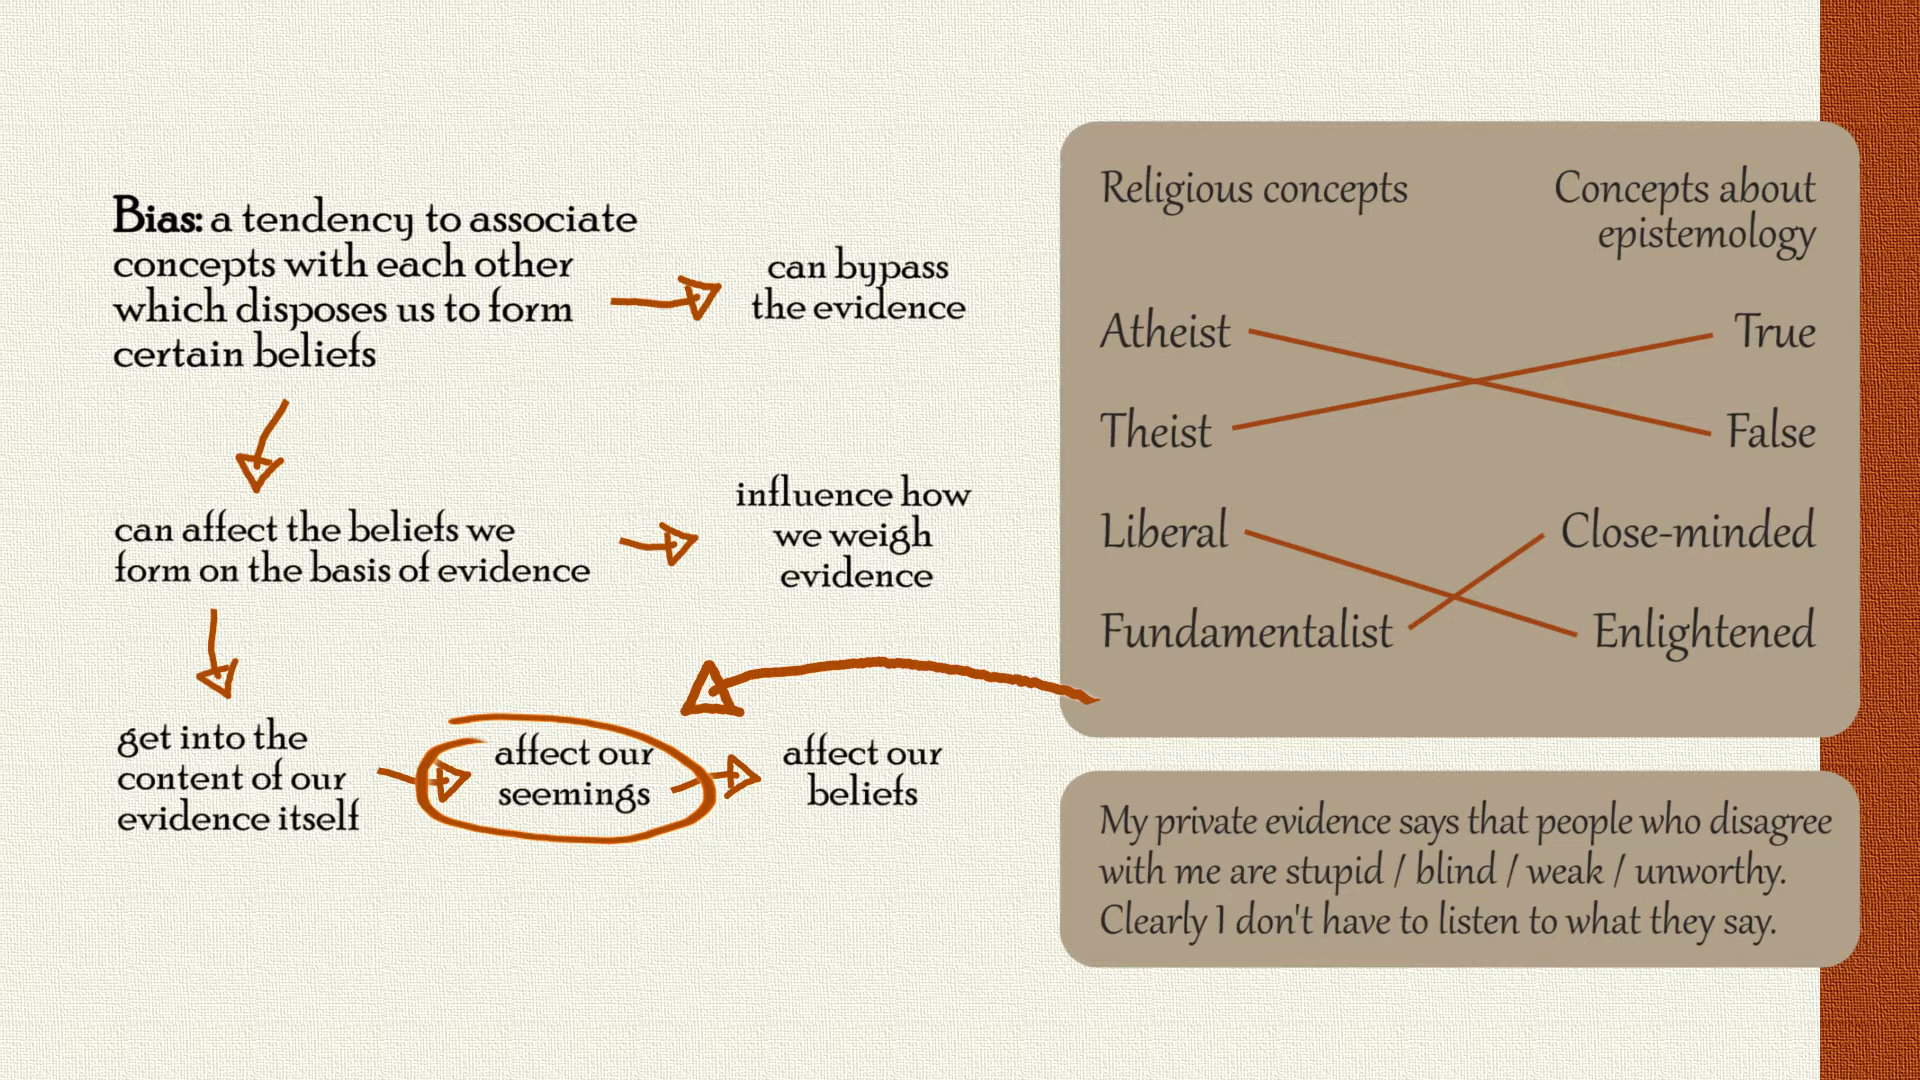 Bias: a tendency to associate
concepts with each other
which disposes us to form
certain beliefs
can bypass
the evidence
can affect the beliefs we
form on the basis of evidence
influence how
we weigh
evidence
get into the
content of our
evidence itself
affect our
seemings
affect our
beliefs
Religious concepts
Concepts about
epistemology
Atheist
True
Theist
False
Liberal
Close-minded
Fundamentalist
Enlightened
My private evidence says that people who disagree
with me are stupid / blind / weak / unworthy.
Clearly I don't have to listen to what they say.